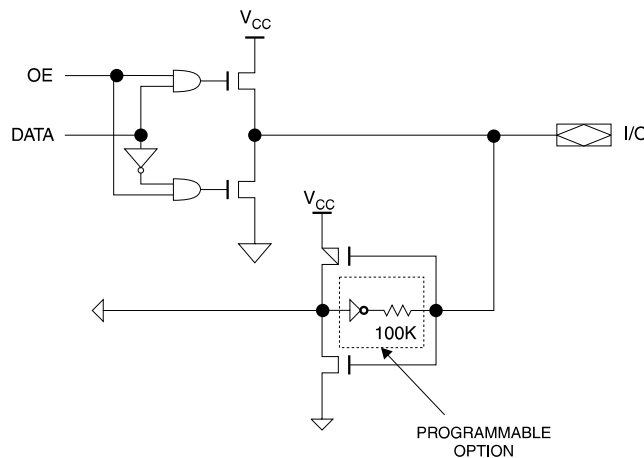 V_CC
OE
DATA
I/O
V_CC
100K
PROGRAMMABLE
OPTION